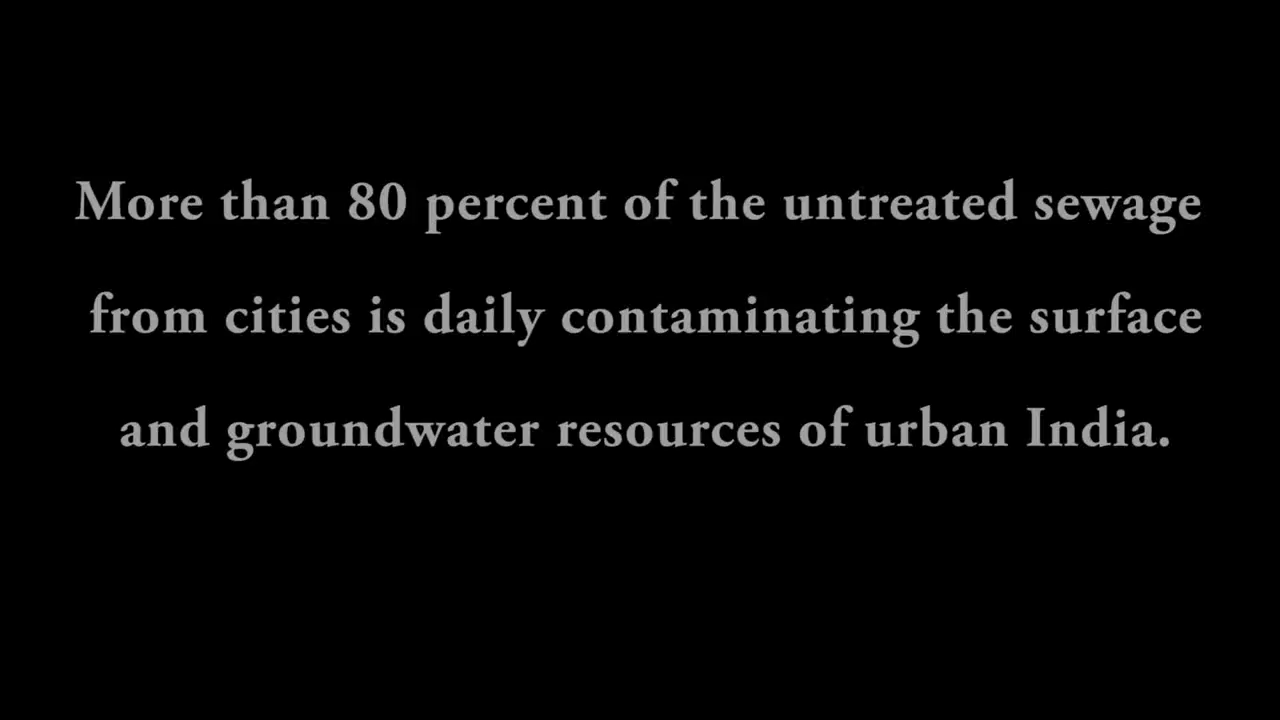 More than 80 percent of the untreated sewage
from cities is daily contaminating the surface
and groundwater resources of urban India.